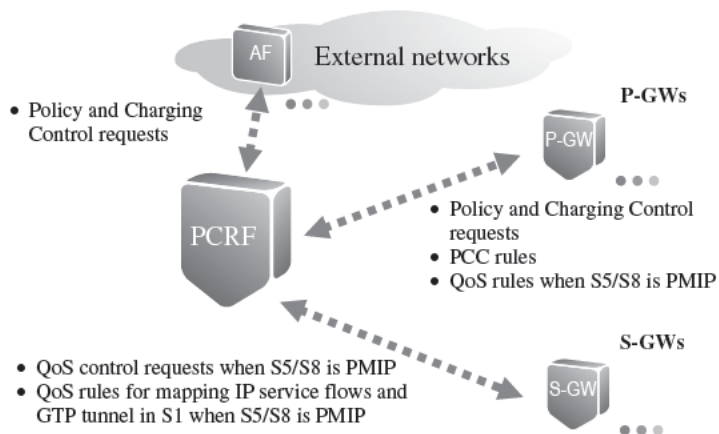 AF
External networks
• Policy and Charging
Control requests
P-GWs
P-GW
PCRF
• Policy and Charging Control
requests
• PCC rules
• QoS rules when S5/S8 is PMIP
S-GWs
• QoS control requests when S5/S8 is PMIP
• QoS rules for mapping IP service flows and
GTP tunnel in S1 when S5/S8 is PMIP
S-GW